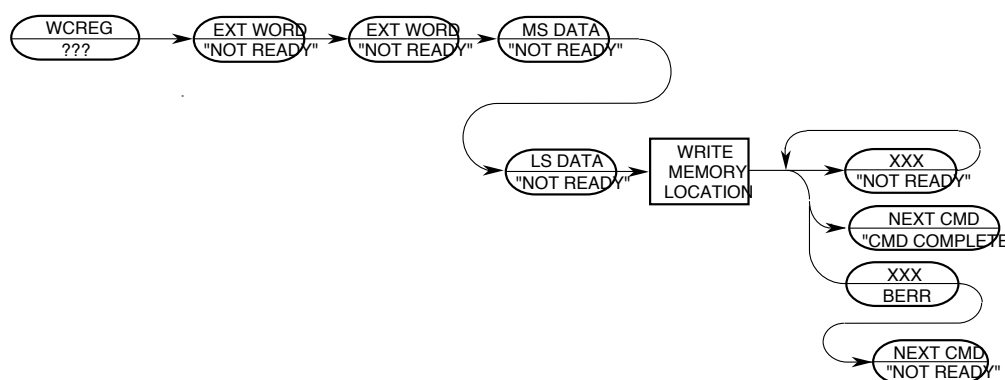 WCREG
???
EXT WORD
"NOT READY"
EXT WORD
"NOT READY"
MS DATA
"NOT READY"
LS DATA
"NOT READY"
WRITE
MEMORY
LOCATION
XXX
"NOT READY"
NEXT CMD
"CMD COMPLETE
XXX
BERR
NEXT CMD
"NOT READY"